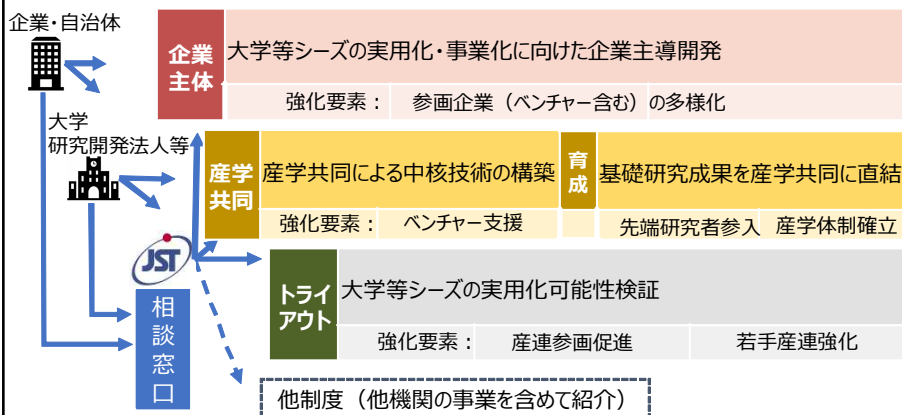 企業・自治体
企業
主体
大学等シーズの実用化・事業化に向けた企業主導開発
強化要素： 参画企業（ベンチャー含む）の多様化
大学
研究開発法人等
産学
共同
産学共同による中核技術の構築
強化要素： ベンチャー支援
育
成
基礎研究成果を産学共同に直結
先端研究者参入 産学体制確立
JST
相
談
窓
口
トライ
アウト
大学等シーズの実用化可能性検証
強化要素： 産連参画促進 若手産連強化
他制度（他機関の事業を含めて紹介）